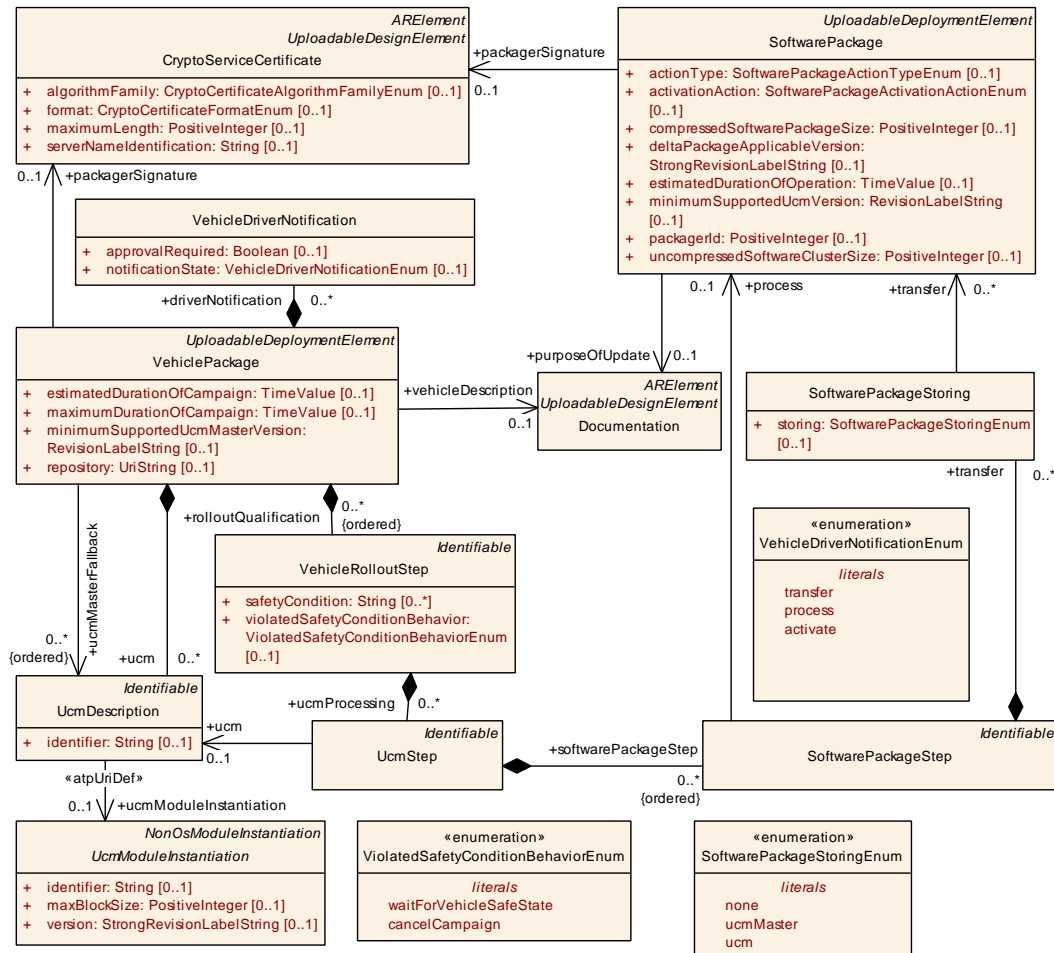 ARElement
UploadableDesignElement
CryptoServiceCertificate
+ algorithmFamily: CryptoCertificateAlgorithmFamilyEnum [0..1]
+ format: CryptoCertificateFormatEnum [0..1]
+ maximumLength: PositiveInteger [0..1]
+ serverNameIdentification: String [0..1]
+packagerSignature
0..1
UploadableDeploymentElement
SoftwarePackage
+ actionType: SoftwarePackageActionTypeEnum [0..1]
+ activationAction: SoftwarePackageActivationActionEnum
[0..1]
+ compressedSoftwarePackageSize: PositiveInteger [0..1]
+ deltaPackageApplicableVersion:
StrongRevisionLabelString [0..1]
+ estimatedDurationOfOperation: TimeValue [0..1]
+ minimumSupportedUcmVersion: RevisionLabelString
[0..1]
+ packagerId: PositiveInteger [0..1]
+ uncompressedSoftwareClusterSize: PositiveInteger [0..1]
0..1 +packagerSignature
VehicleDriverNotification
+ approvalRequired: Boolean [0..1]
+ notificationState: VehicleDriverNotificationEnum [0..1]
+driverNotification 0..*
0..1 +process
+transfer 0..*
UploadableDeploymentElement
VehiclePackage
+ estimatedDurationOfCampaign: TimeValue [0..1]
+ maximumDurationOfCampaign: TimeValue [0..1]
+ minimumSupportedUcmMasterVersion:
RevisionLabelString [0..1]
+ repository: UriString [0..1]
+vehicleDescription
0..1
+purposeOfUpdate 0..1
ARElement
UploadableDesignElement
Documentation
SoftwarePackageStoring
+ storing: SoftwarePackageStoringEnum
[0..1]
+transfer
0..*
+rolloutQualification
0..*
{ordered}
+ucmMasterFallback
0..*
{ordered}
+ucm 0..*
Identifiable
VehicleRolloutStep
+ safetyCondition: String [0..*]
+ violatedSafetyConditionBehavior:
ViolatedSafetyConditionBehaviorEnum
[0..1]
«enumeration»
VehicleDriverNotificationEnum
literals
transfer
process
activate
+ucmProcessing 0..*
Identifiable
UcmDescription
+ identifier: String [0..1]
+ucm
0..1
Identifiable
UcmStep
+softwarePackageStep
0..*
{ordered}
Identifiable
SoftwarePackageStep
«atpUriDef»
0..1 +ucmModuleInstantiation
NonOsModuleInstantiation
UcmModuleInstantiation
+ identifier: String [0..1]
+ maxBlockSize: PositiveInteger [0..1]
+ version: StrongRevisionLabelString [0..1]
«enumeration»
ViolatedSafetyConditionBehaviorEnum
literals
waitForVehicleSafeState
cancelCampaign
«enumeration»
SoftwarePackageStoringEnum
literals
none
ucmMaster
ucm